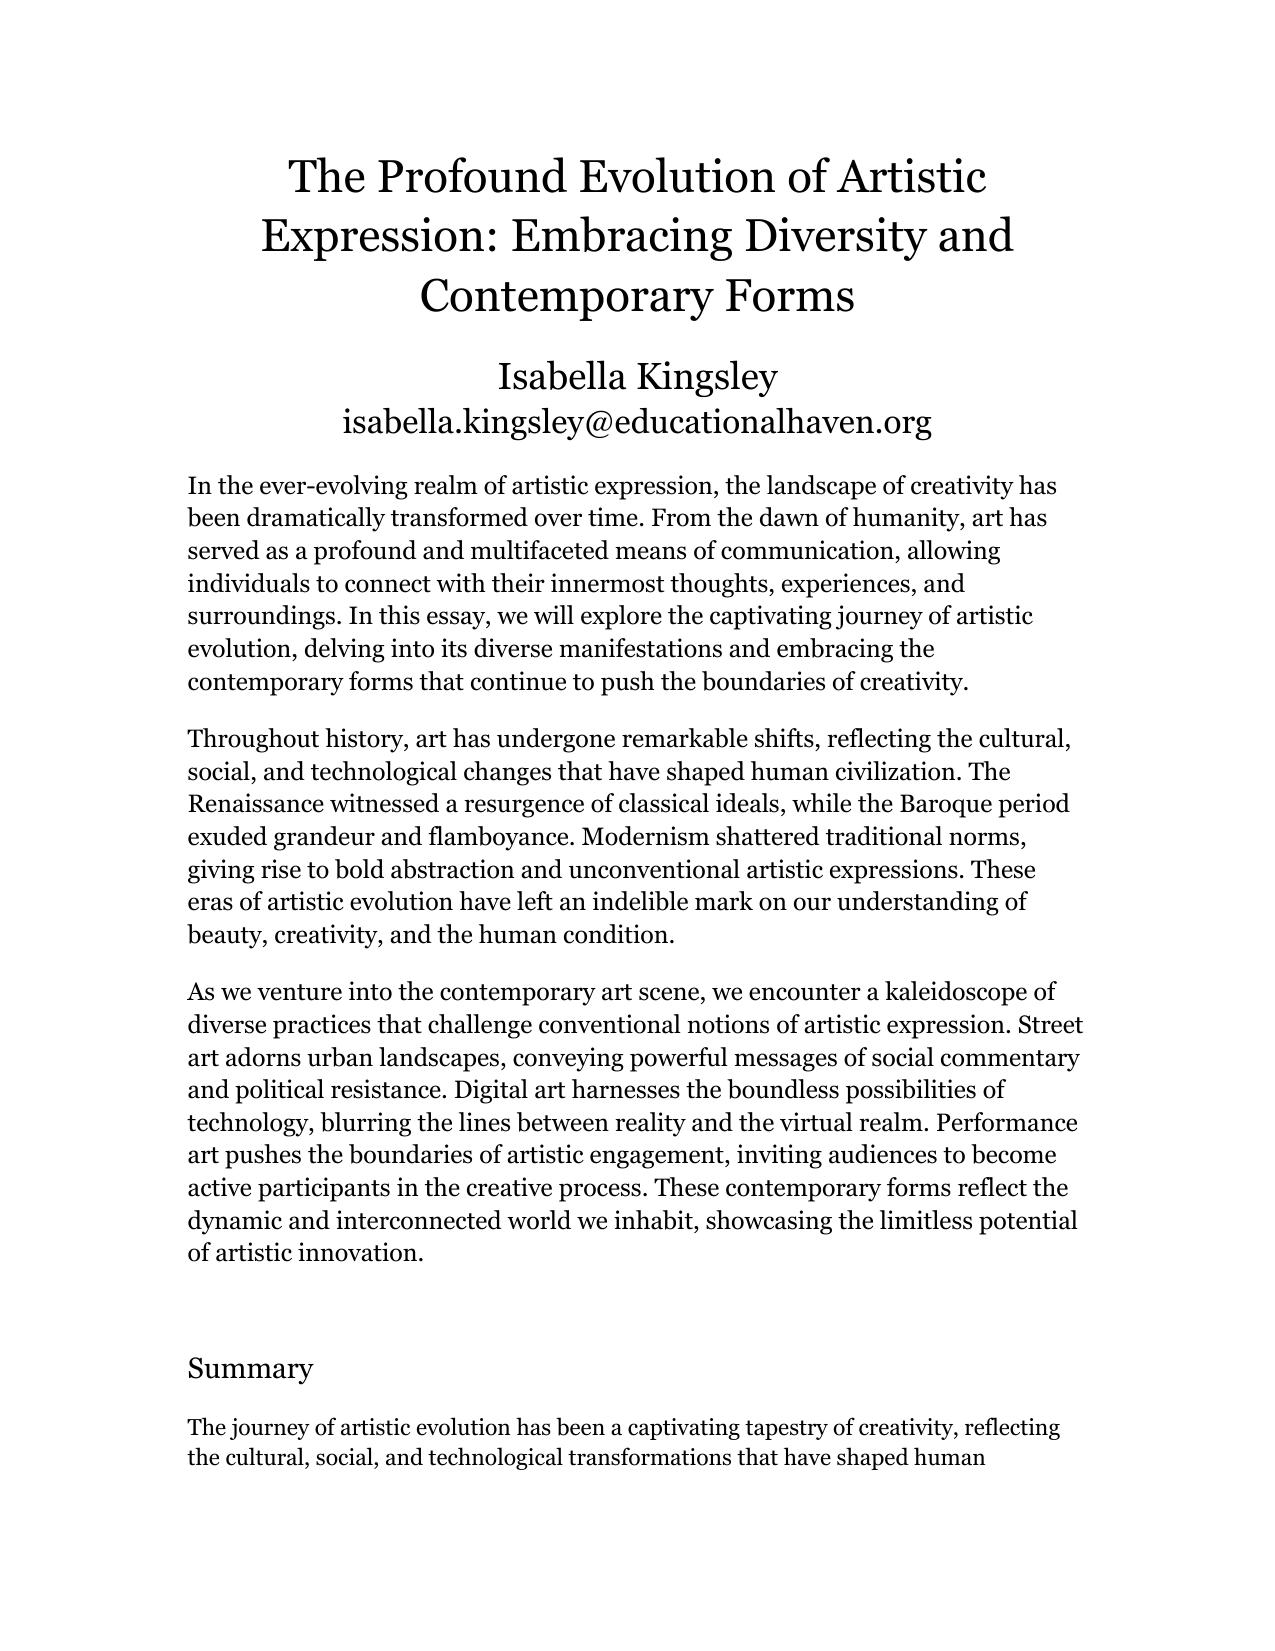 The Profound Evolution of Artistic
Expression: Embracing Diversity and
Contemporary Forms
Isabella Kingsley
isabella.kingsley@educationalhaven.org
In the ever-evolving realm of artistic expression, the landscape of creativity has
been dramatically transformed over time. From the dawn of humanity, art has
served as a profound and multifaceted means of communication, allowing
individuals to connect with their innermost thoughts, experiences, and
surroundings. In this essay, we will explore the captivating journey of artistic
evolution, delving into its diverse manifestations and embracing the
contemporary forms that continue to push the boundaries of creativity.
Throughout history, art has undergone remarkable shifts, reflecting the cultural,
social, and technological changes that have shaped human civilization. The
Renaissance witnessed a resurgence of classical ideals, while the Baroque period
exuded grandeur and flamboyance. Modernism shattered traditional norms,
giving rise to bold abstraction and unconventional artistic expressions. These
eras of artistic evolution have left an indelible mark on our understanding of
beauty, creativity, and the human condition.
As we venture into the contemporary art scene, we encounter a kaleidoscope of
diverse practices that challenge conventional notions of artistic expression. Street
art adorns urban landscapes, conveying powerful messages of social commentary
and political resistance. Digital art harnesses the boundless possibilities of
technology, blurring the lines between reality and the virtual realm. Performance
art pushes the boundaries of artistic engagement, inviting audiences to become
active participants in the creative process. These contemporary forms reflect the
dynamic and interconnected world we inhabit, showcasing the limitless potential
of artistic innovation.
Summary
The journey of artistic evolution has been a captivating tapestry of creativity, reflecting
the cultural, social, and technological transformations that have shaped human